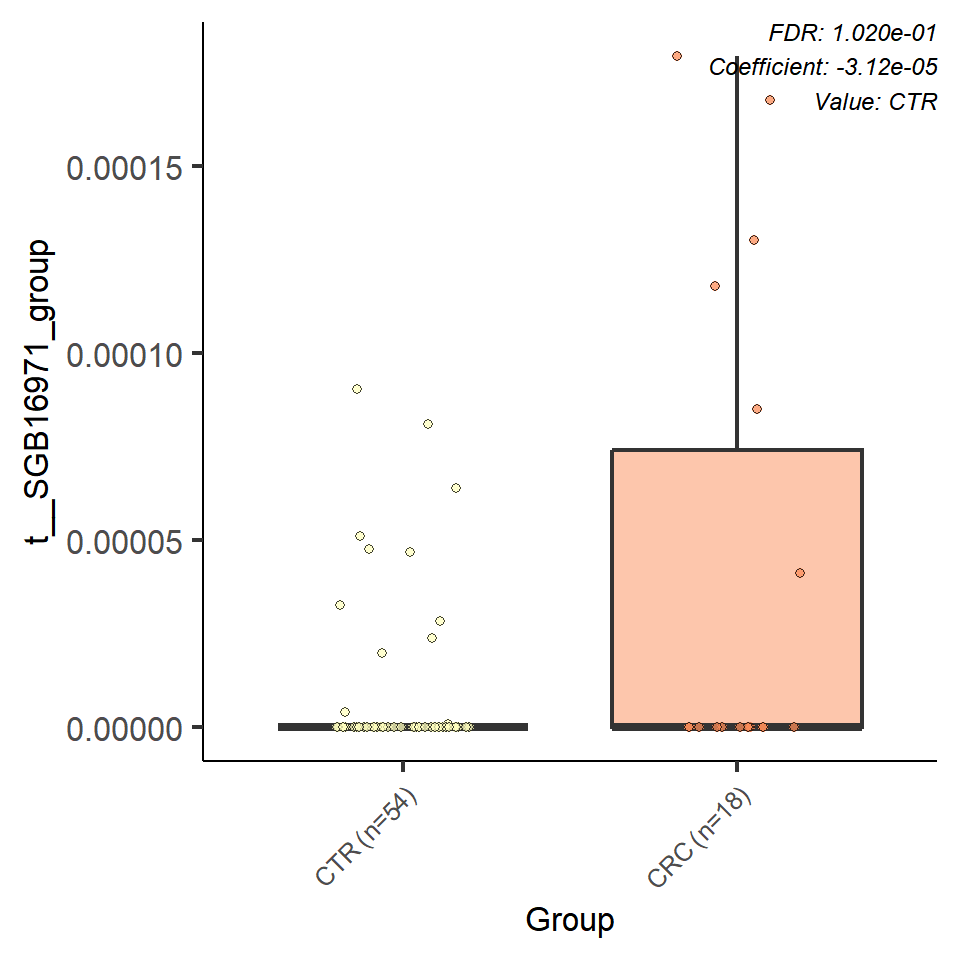 FDR: 1.020e-01
Coefficient: -3.12e-05
Value: CTR
t__SGB16971_group
0.00015
0.00010
0.00005
0.00000
CTR (n=54)
CRC (n=18)
Group